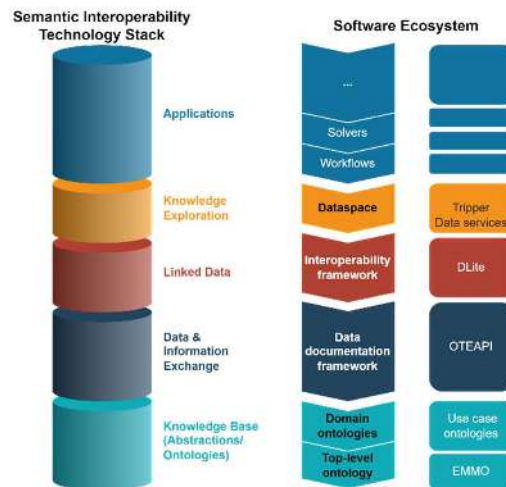 Semantic Interoperability
Technology Stack
Software Ecosystem
Applications
...
Solvers
Workflows
Knowledge
Exploration
Dataspace
Tripper
Data services
Linked Data
Interoperability
framework
DLite
Data &
Information
Exchange
Data
documentation
framework
OTEAPI
Knowledge Base
(Abstractions/
Ontologies)
Domain
ontologies
Use case
ontologies
Top-level
ontology
EMMO